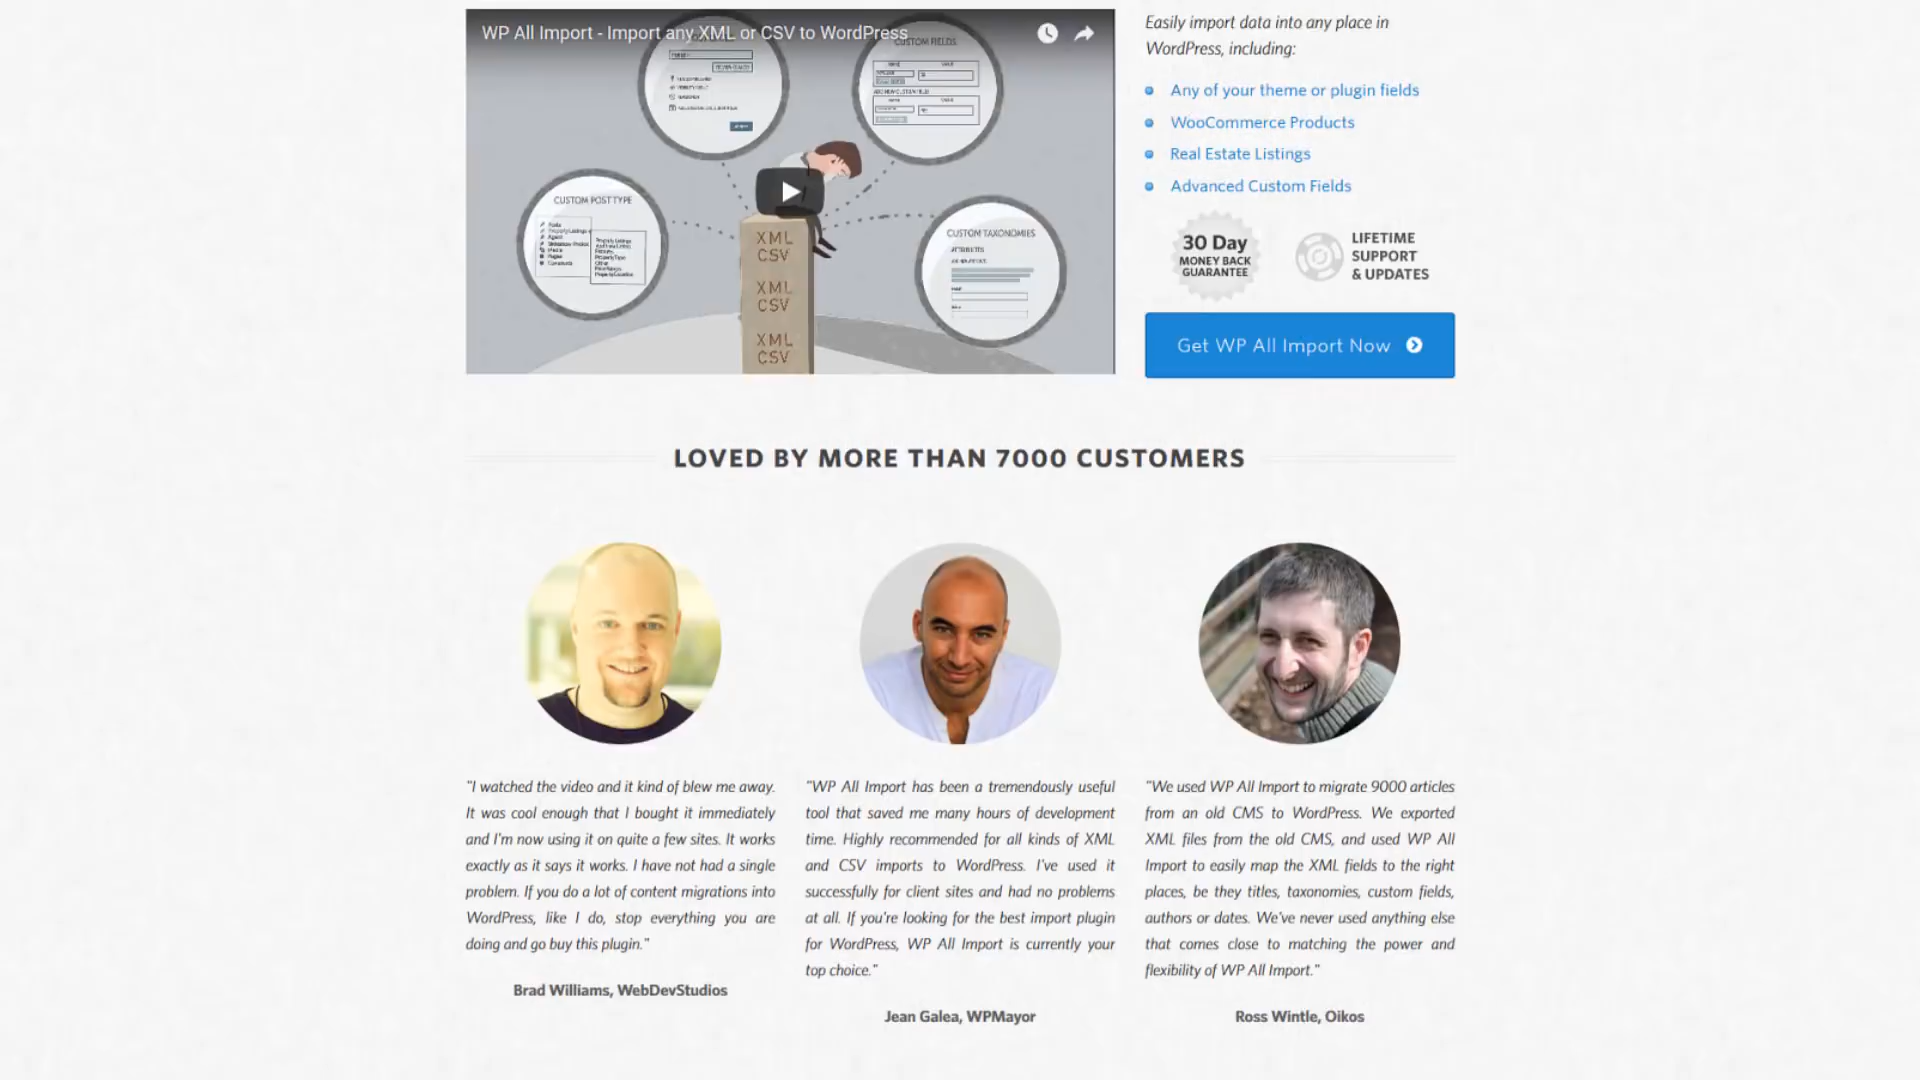 WP All Import - Import any XML or CSV to WordPress
CUSTOM FIELDS
CUSTOM POST TYPE
CUSTOM TAXONOMIES
XML
CSV
XML
CSV
XML
CSV
Easily import data into any place in
WordPress, including:
Any of your theme or plugin fields
WooCommerce Products
Real Estate Listings
Advanced Custom Fields
30 Day
MONEY BACK
GUARANTEE
LIFETIME
SUPPORT
& UPDATES
Get WP All Import Now
LOVED BY MORE THAN 7000 CUSTOMERS
"I watched the video and it kind of blew me away.
It was cool enough that I bought it immediately
and I'm now using it on quite a few sites. It works
exactly as it says it works. I have not had a single
problem. If you do a lot of content migrations into
WordPress, like I do, stop everything you are
doing and go buy this plugin."
Brad Williams, WebDevStudios
"WP All Import has been a tremendously useful
tool that saved me many hours of development
time. Highly recommended for all kinds of XML
and CSV imports to WordPress. I've used it
successfully for client sites and had no problems
at all. If you're looking for the best import plugin
for WordPress, WP All Import is currently your
top choice."
Jean Galea, WPMayor
"We used WP All Import to migrate 9000 articles
from an old CMS to WordPress. We exported
XML files from the old CMS, and used WP All
Import to easily map the XML fields to the right
places, be they titles, taxonomies, custom fields,
authors or dates. We've never used anything else
that comes close to matching the power and
flexibility of WP All Import."
Ross Wintle, Oikos